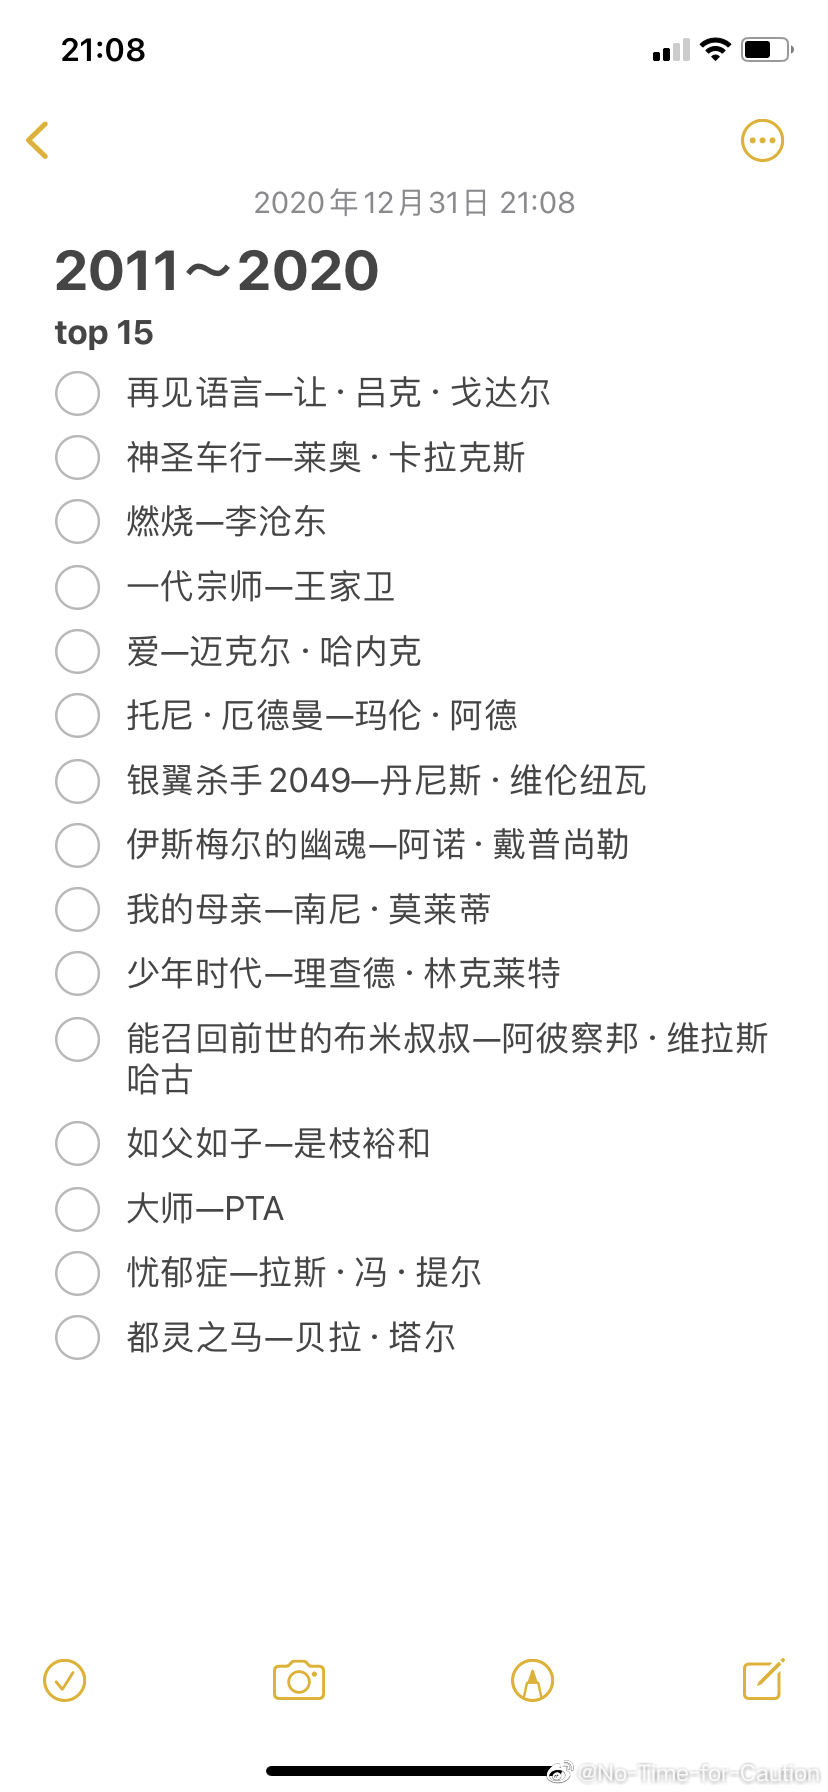 21:08
2020年12月31日 21:08
2011～2020
top 15
再见语言—让·吕克·戈达尔
神圣车行—莱奥·卡拉克斯
燃烧—李沧东
一代宗师—王家卫
爱—迈克尔·哈内克
托尼·厄德曼—玛伦·阿德
银翼杀手2049—丹尼斯·维伦纽瓦
伊斯梅尔的幽魂—阿诺·戴普尚勒
我的母亲—南尼·莫莱蒂
少年时代—理查德·林克莱特
能召回前世的布米叔叔—阿彼察邦·维拉斯
哈古
如父如子—是枝裕和
大师—PTA
忧郁症—拉斯·冯·提尔
都灵之马—贝拉·塔尔
@No-Time-for-Caution